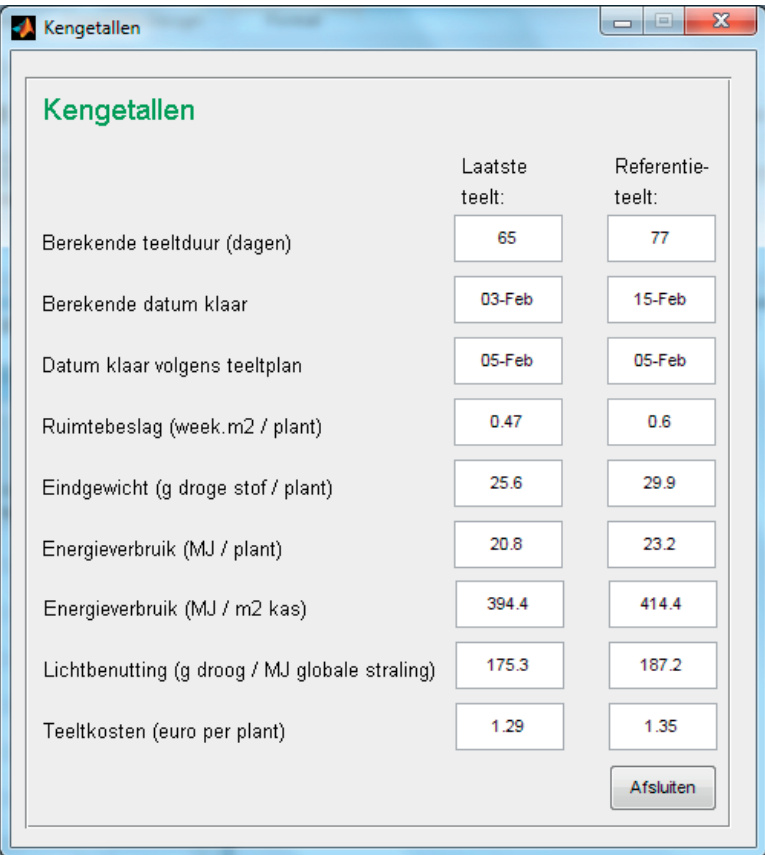 Kengetallen
Kengetallen
Laatste Referentie-
teelt: teelt:
Berekende teeltduur (dagen) 65 77
Berekende datum klaar 03-Feb 15-Feb
Datum klaar volgens teeltplan 05-Feb 05-Feb
Ruimtebeslag (week.m2 / plant) 0.47 0.6
Eindgewicht (g droge stof / plant) 25.6 29.9
Energieverbruik (MJ / plant) 20.8 23.2
Energieverbruik (MJ / m2 kas) 394.4 414.4
Lichtbenutting (g droog / MJ globale straling) 175.3 187.2
Teeltkosten (euro per plant) 1.29 1.35
Afsluiten